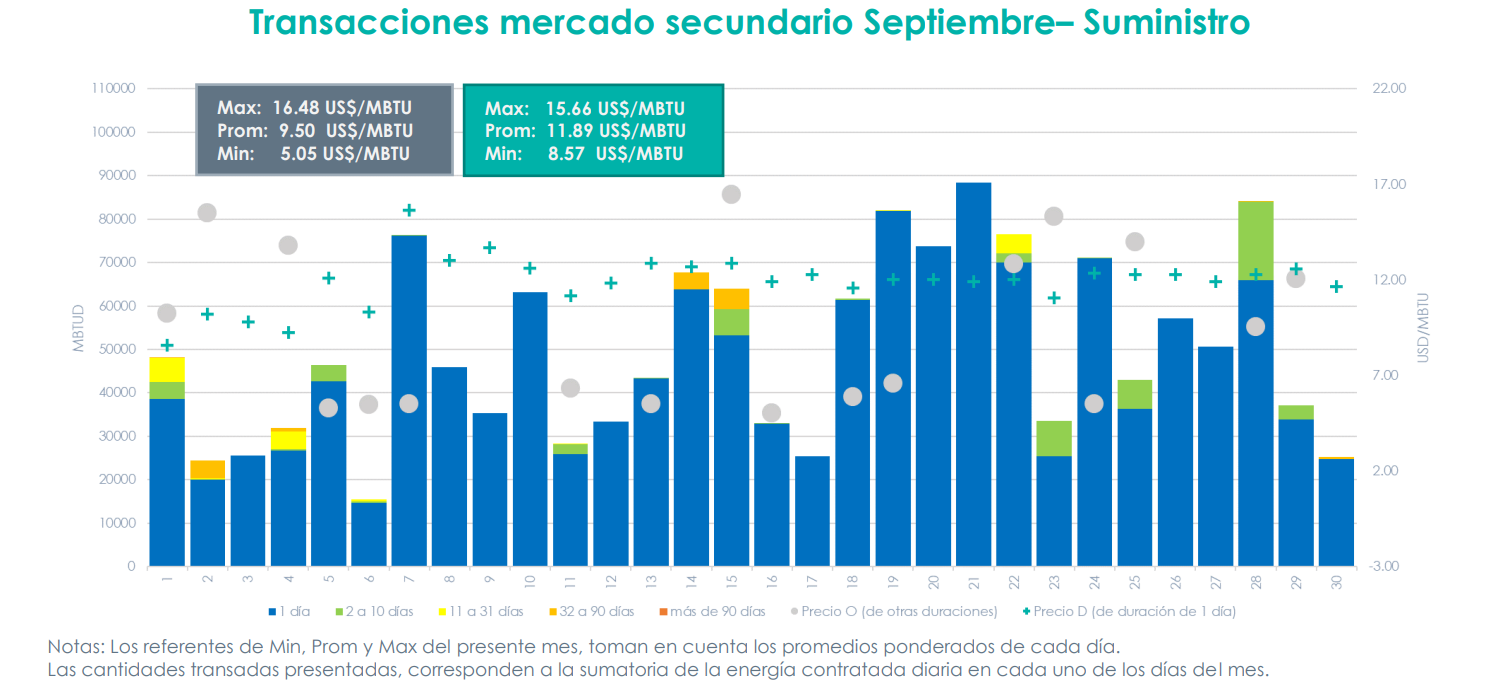 Transacciones mercado secundario Septiembre– Suministro
Max: 16.48 US$/MBTU
Prom: 9.50 US$/MBTU
Min: 5.05 US$/MBTU
Max: 15.66 US$/MBTU
Prom: 11.89 US$/MBTU
Min: 8.57 US$/MBTU
110000
100000
90000
80000
70000
60000
50000
40000
30000
20000
10000
0
MBTUD
22.00
17.00
12.00
7.00
2.00
-3.00
USD/MBTU
1 2 3 4 5 6 7 8 9 10 11 12 13 14 15 16 17 18 19 20 21 22 23 24 25 26 27 28 29 30
1 día 2 a 10 días 11 a 31 días 32 a 90 días más de 90 días Precio O (de otras duraciones) Precio D (de duración de 1 día)
Notas: Los referentes de Min, Prom y Max del presente mes, toman en cuenta los promedios ponderados de cada día.
Las cantidades transadas presentadas, corresponden a la sumatoria de la energía contratada diaria en cada uno de los días del mes.